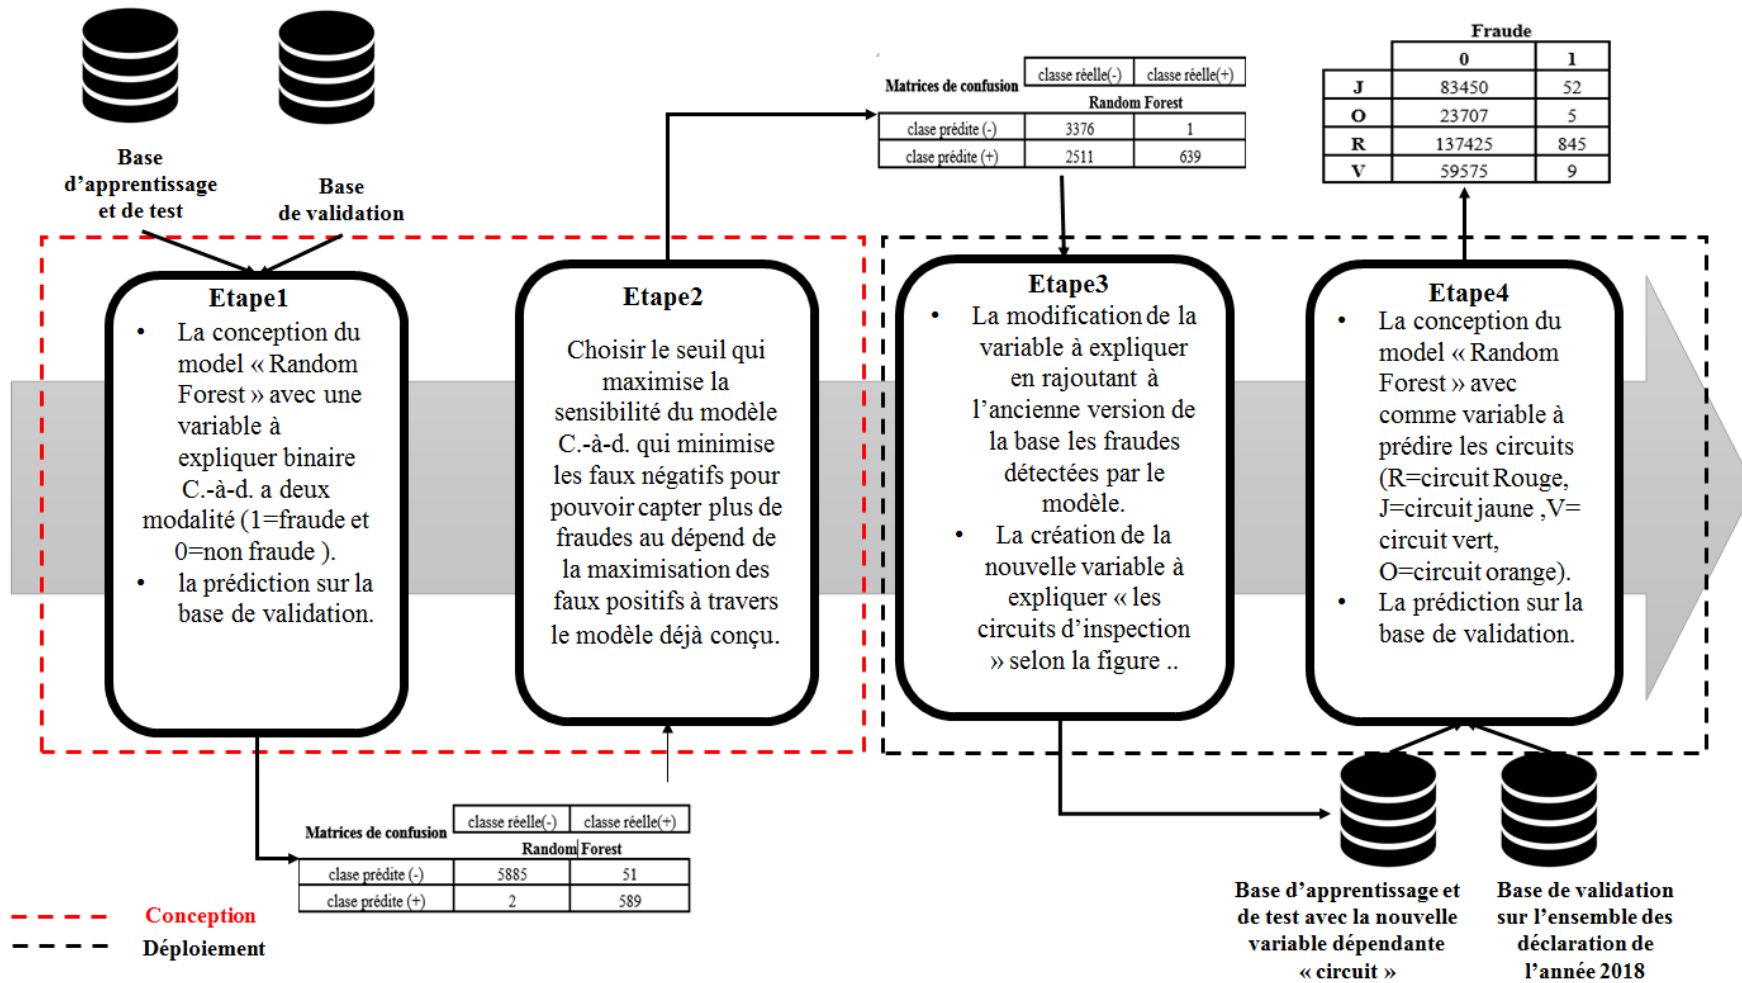 Base
d’apprentissage
et de test
Base
de validation
Matrices de confusion
classe réelle(-) classe réelle(+)
Random Forest
clase prédite (-) 3376 1
clase prédite (+) 2511 639
Fraude
0 1
J 83450 52
O 23707 5
R 137425 845
V 59575 9
Etape1
• La conception du
model « Random
Forest » avec une
variable à
expliquer binaire
C.-à-d. a deux
modalité (1=fraude et
0=non fraude ).
• la prédiction sur la
base de validation.
Etape2
Choisir le seuil qui
maximise la
sensibilité du modèle
C.-à-d. qui minimise
les faux négatifs pour
pouvoir capter plus de
fraudes au dépend de
la maximisation des
faux positifs à travers
le modèle déjà conçu.
Etape3
• La modification de la
variable à expliquer
en rajoutant à
l’ancienne version de
la base les fraudes
détectées par le
modèle.
• La création de la
nouvelle variable à
expliquer « les
circuits d’inspection
» selon la figure ..
Etape4
• La conception du
model « Random
Forest » avec
comme variable à
prédire les circuits
(R=circuit Rouge,
J=circuit jaune ,V=
circuit vert,
O=circuit orange).
• La prédiction sur la
base de validation.
Matrices de confusion
classe réelle(-) classe réelle(+)
Random Forest
clase prédite (-) 5885 51
clase prédite (+) 2 589
Conception
Déploiement
Base d’apprentissage et
de test avec la nouvelle
variable dépendante
« circuit »
Base de validation
sur l’ensemble des
déclaration de
l’année 2018